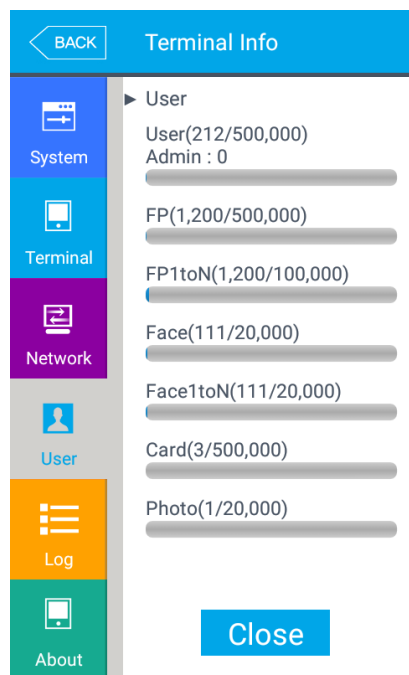 BACK
Terminal Info
System
Terminal
Network
User
Log
About
► User
User(212/500,000)
Admin : 0
FP(1,200/500,000)
FP1toN(1,200/100,000)
Face(111/20,000)
Face1toN(111/20,000)
Card(3/500,000)
Photo(1/20,000)
Close